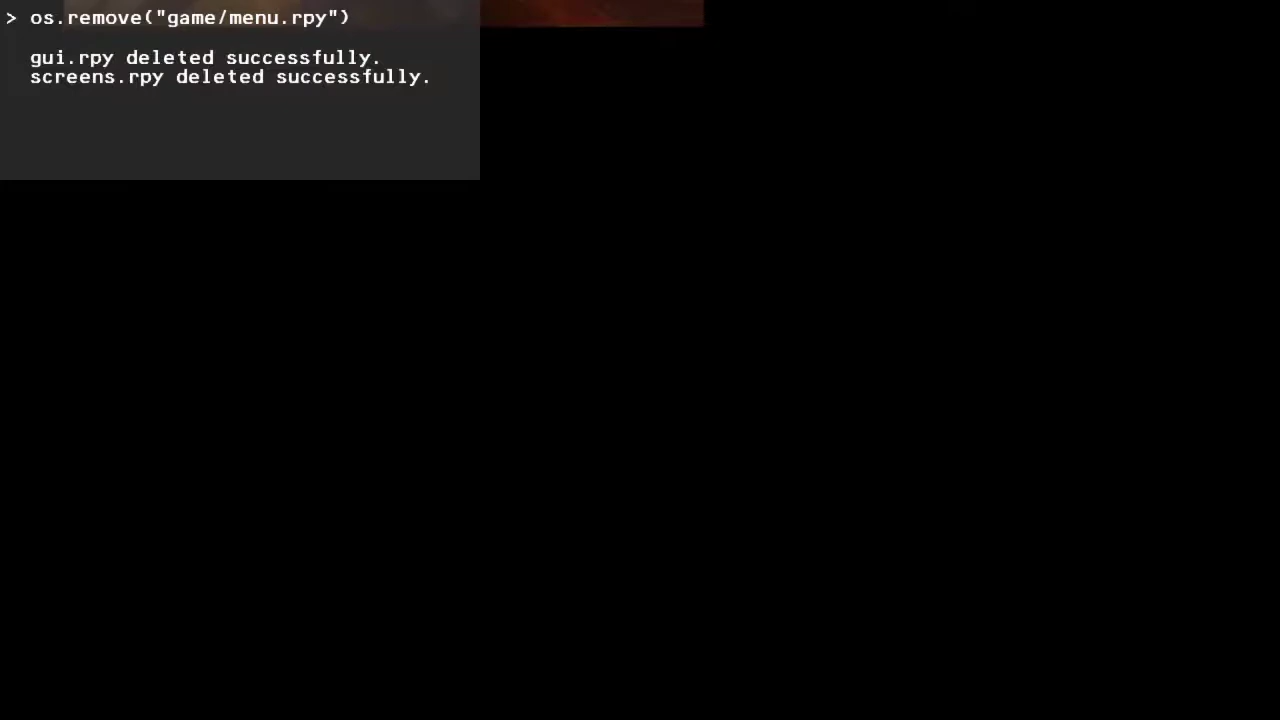 > os.remove("game/menu.rpy")
gui.rpy deleted successfully.
screens.rpy deleted successfully.